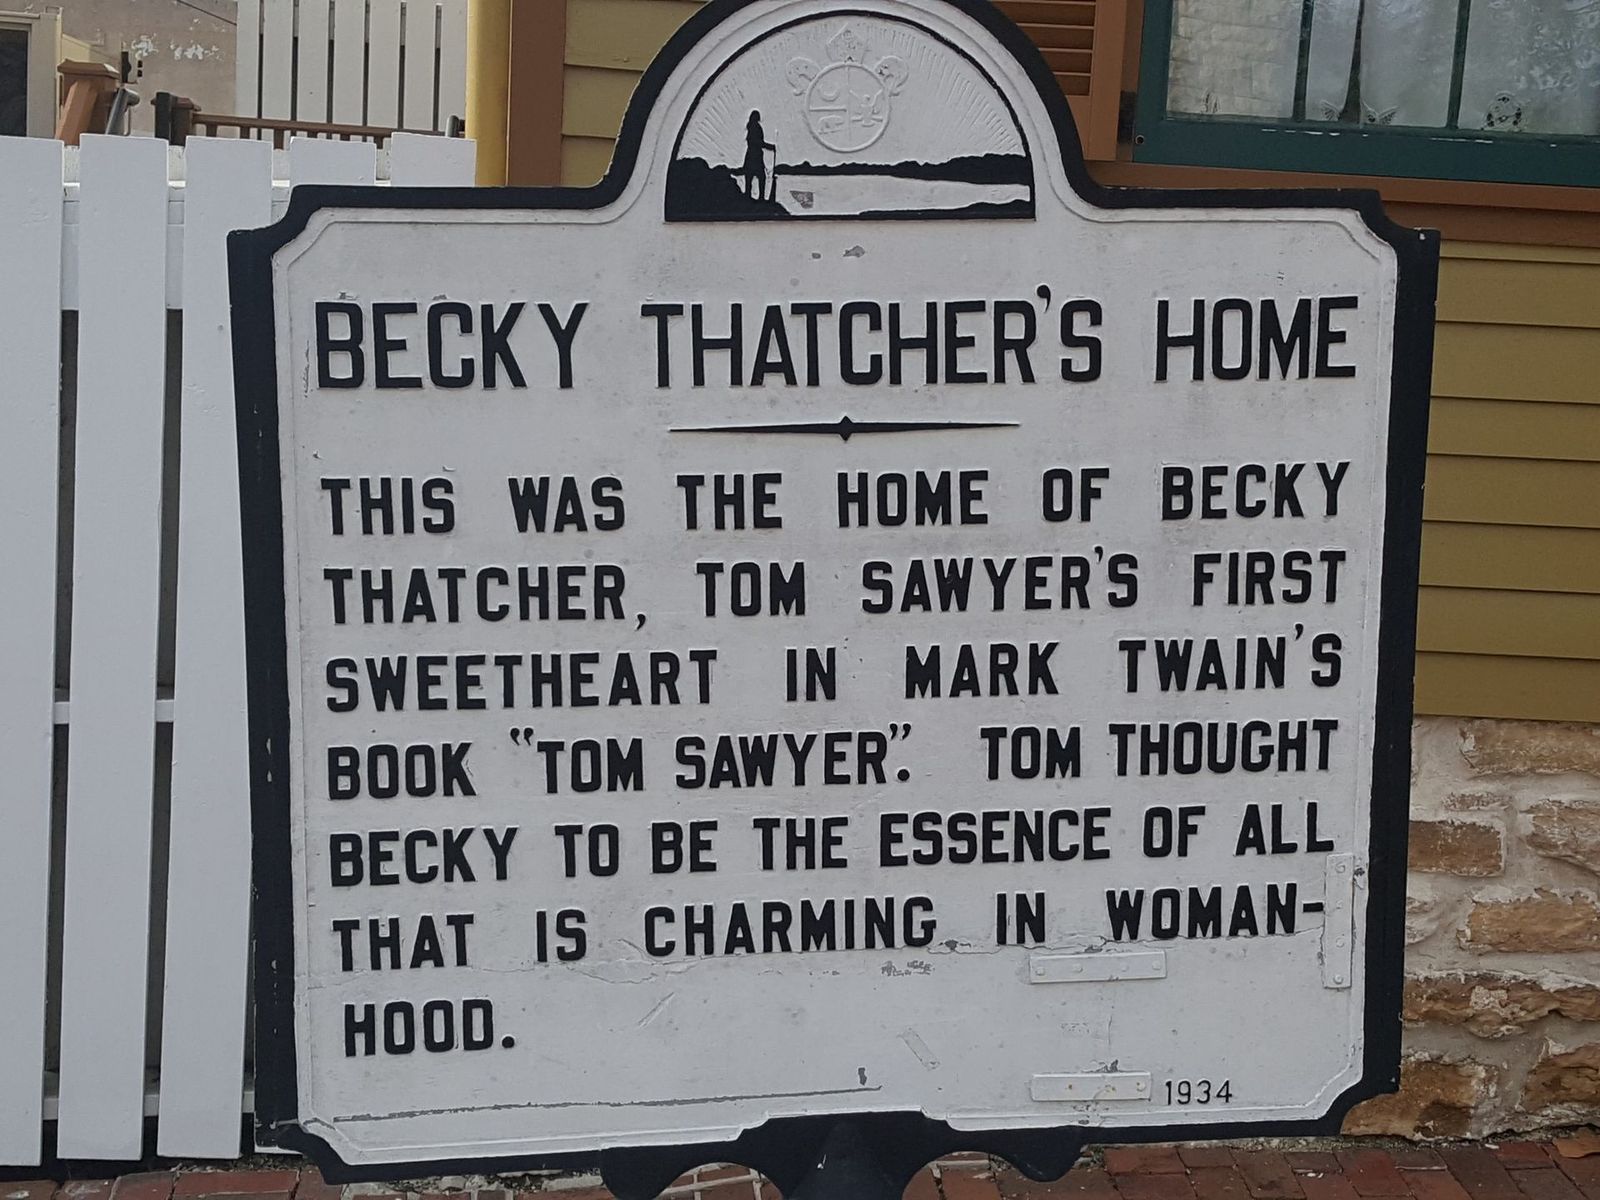 BECKY THATCHER'S HOME
THIS WAS THE HOME OF BECKY
THATCHER, TOM SAWYER'S FIRST
SWEETHEART IN MARK TWAIN'S
BOOK "TOM SAWYER". TOM THOUGHT
BECKY TO BE THE ESSENCE OF ALL
THAT IS CHARMING IN WOMAN-
HOOD.
1934